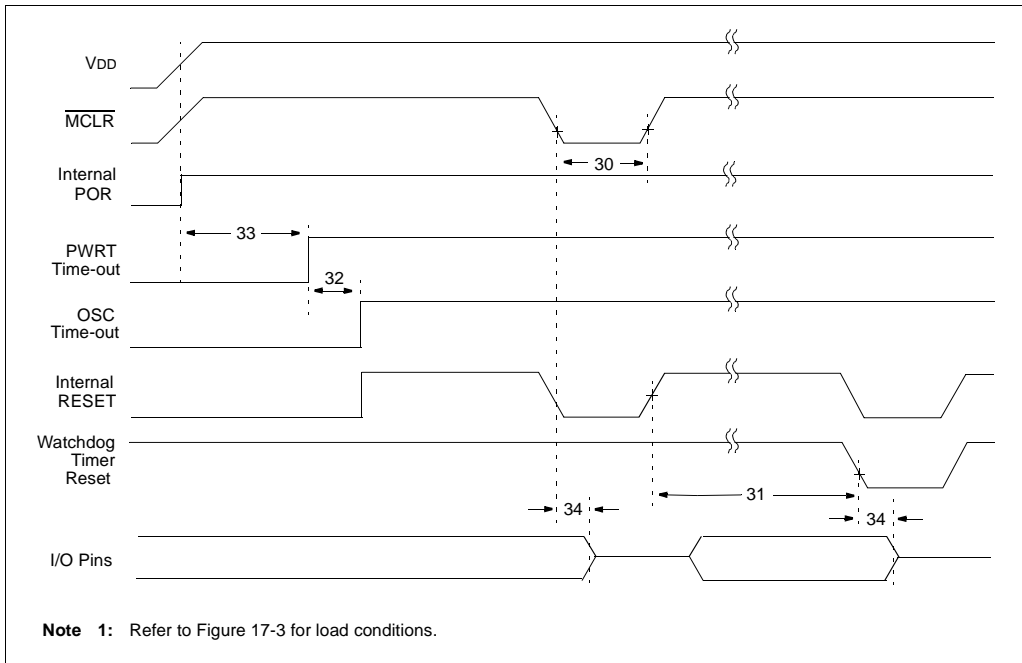 VDD
MCLR
30
Internal
POR
33
PWRT
Time-out
32
OSC
Time-out
Internal
RESET
Watchdog
Timer
Reset
31
34
34
I/O Pins
Note 1: Refer to Figure 17-3 for load conditions.